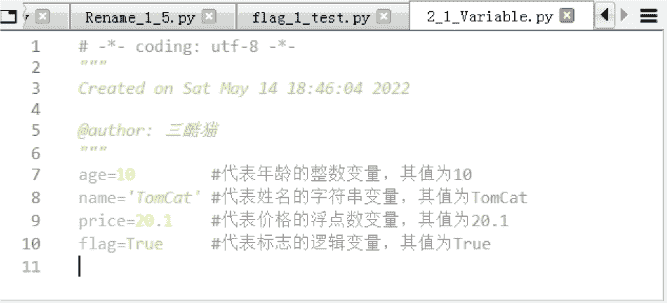 Rename_1_5.py flag_1_test.py 2_1_Variable.py
1 # -*- coding: utf-8 -*-
2 """
3 Created on Sat May 14 18:46:04 2022
4
5 @author: 三酷猫
6 """
7 age=10 #代表年龄的整数变量，其值为10
8 name='TomCat' #代表姓名的字符串变量，其值为TomCat
9 price=20.1 #代表价格的浮点数变量，其值为20.1
10 flag=True #代表标志的逻辑变量，其值为True
11